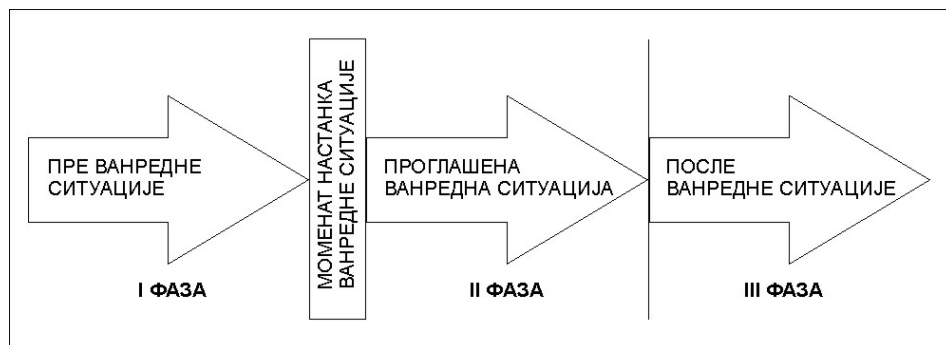 ПРЕ ВАНРЕДНЕ
СИТУАЦИЈЕ
МОМЕНАТ НАСТАНКА
ВАНРЕДНЕ СИТУАЦИЈЕ
ПРОГЛАШЕНА
ВАНРЕДНА СИТУАЦИЈА
ПОСЛЕ
ВАНРЕДНЕ СИТУАЦИЈЕ
I ФАЗА
II ФАЗА
III ФАЗА